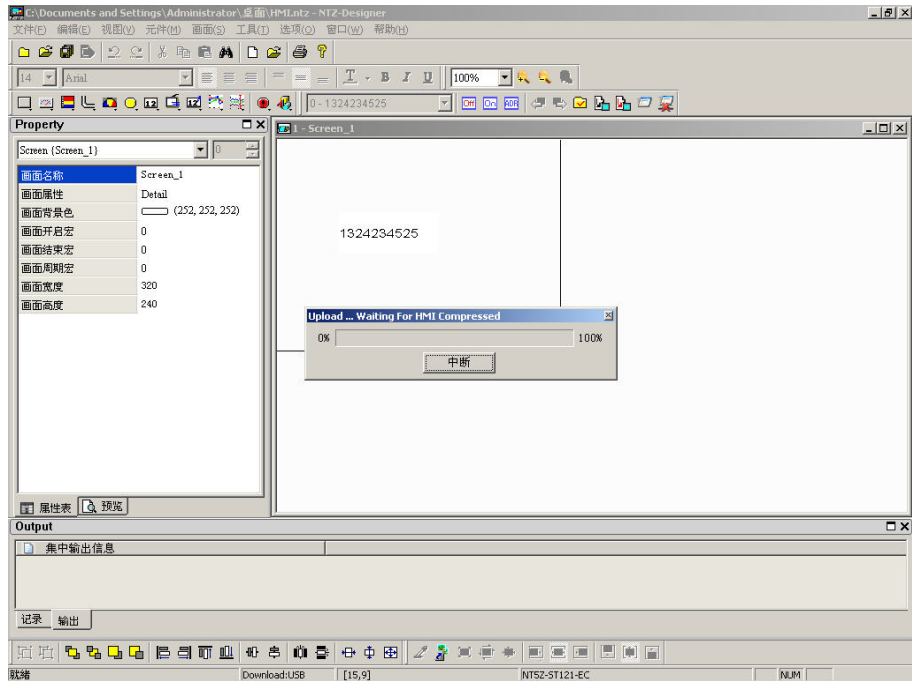 C:\Documents and Settings\Administrator\桌面\HMI.ntz - NTZ-Designer
文件(F) 编辑(E) 视图(V) 元件(M) 画面(S) 工具(T) 选项(O) 窗口(W) 帮助(H)
14 Arial B I U 100%
0 - 1324234525 Off On ADR
Property
1 - Screen_1
Screen {Screen_1} 0
画面名称 Screen_1
画面属性 Detail
画面背景色 (252, 252, 252)
画面开启宏 0
画面结束宏 0
画面周期宏 0
画面宽度 320
画面高度 240
1324234525
Upload ... Waiting For HMI Compressed
0% 100%
中断
属性表 预览
Output
集中输出信息
记录 输出
就绪 Download:USB [15,9] NT5Z-ST121-EC NUM